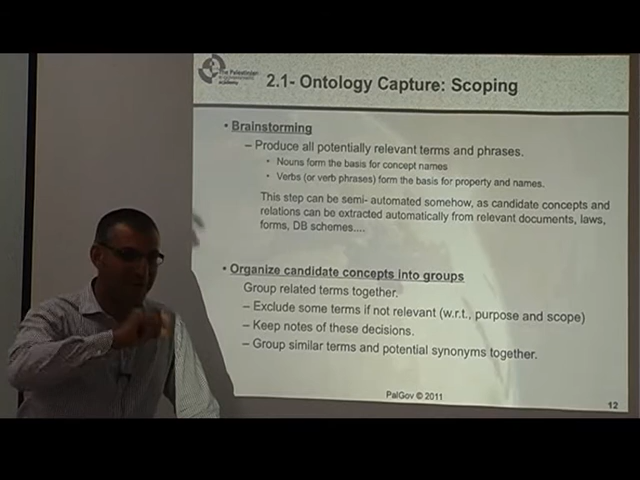 The Palestinian
Academy
2.1- Ontology Capture: Scoping
• Brainstorming
– Produce all potentially relevant terms and phrases.
• Nouns form the basis for concept names
• Verbs (or verb phrases) form the basis for property and names.
This step can be semi- automated somehow, as candidate concepts and
relations can be extracted automatically from relevant documents, laws,
forms, DB schemes....
• Organize candidate concepts into groups
Group related terms together.
– Exclude some terms if not relevant (w.r.t., purpose and scope)
– Keep notes of these decisions.
– Group similar terms and potential synonyms together.
PalGov © 2011
12